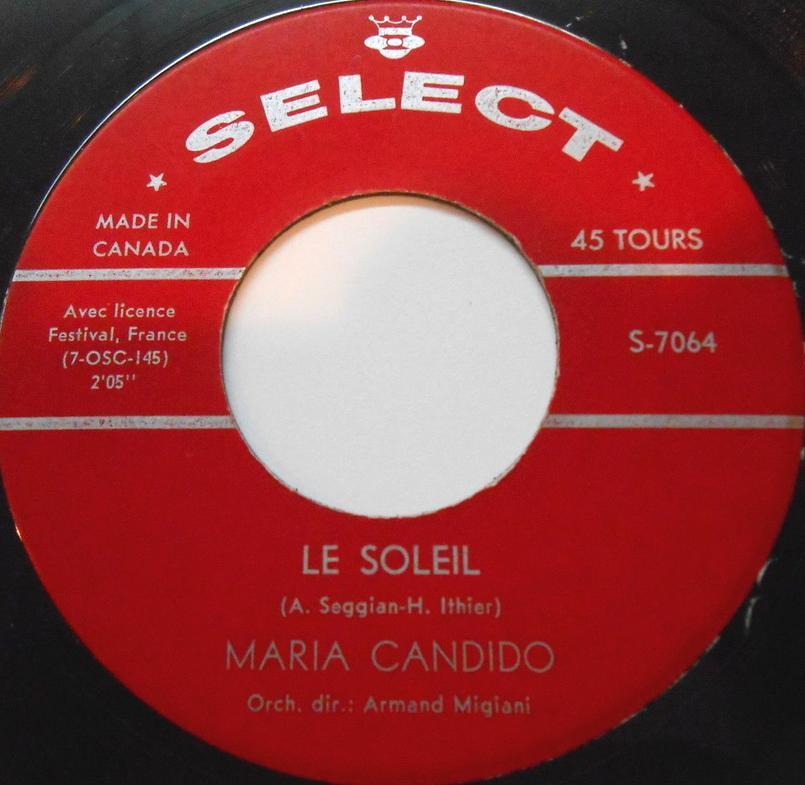 SELECT
MADE IN
CANADA
45 TOURS
Avec licence
Festival, France
(7-OSC-145)
2'05''
S-7064
LE SOLEIL
(A. Seggian-H. Ithier)
MARIA CANDIDO
Orch. dir.: Armand Migiani